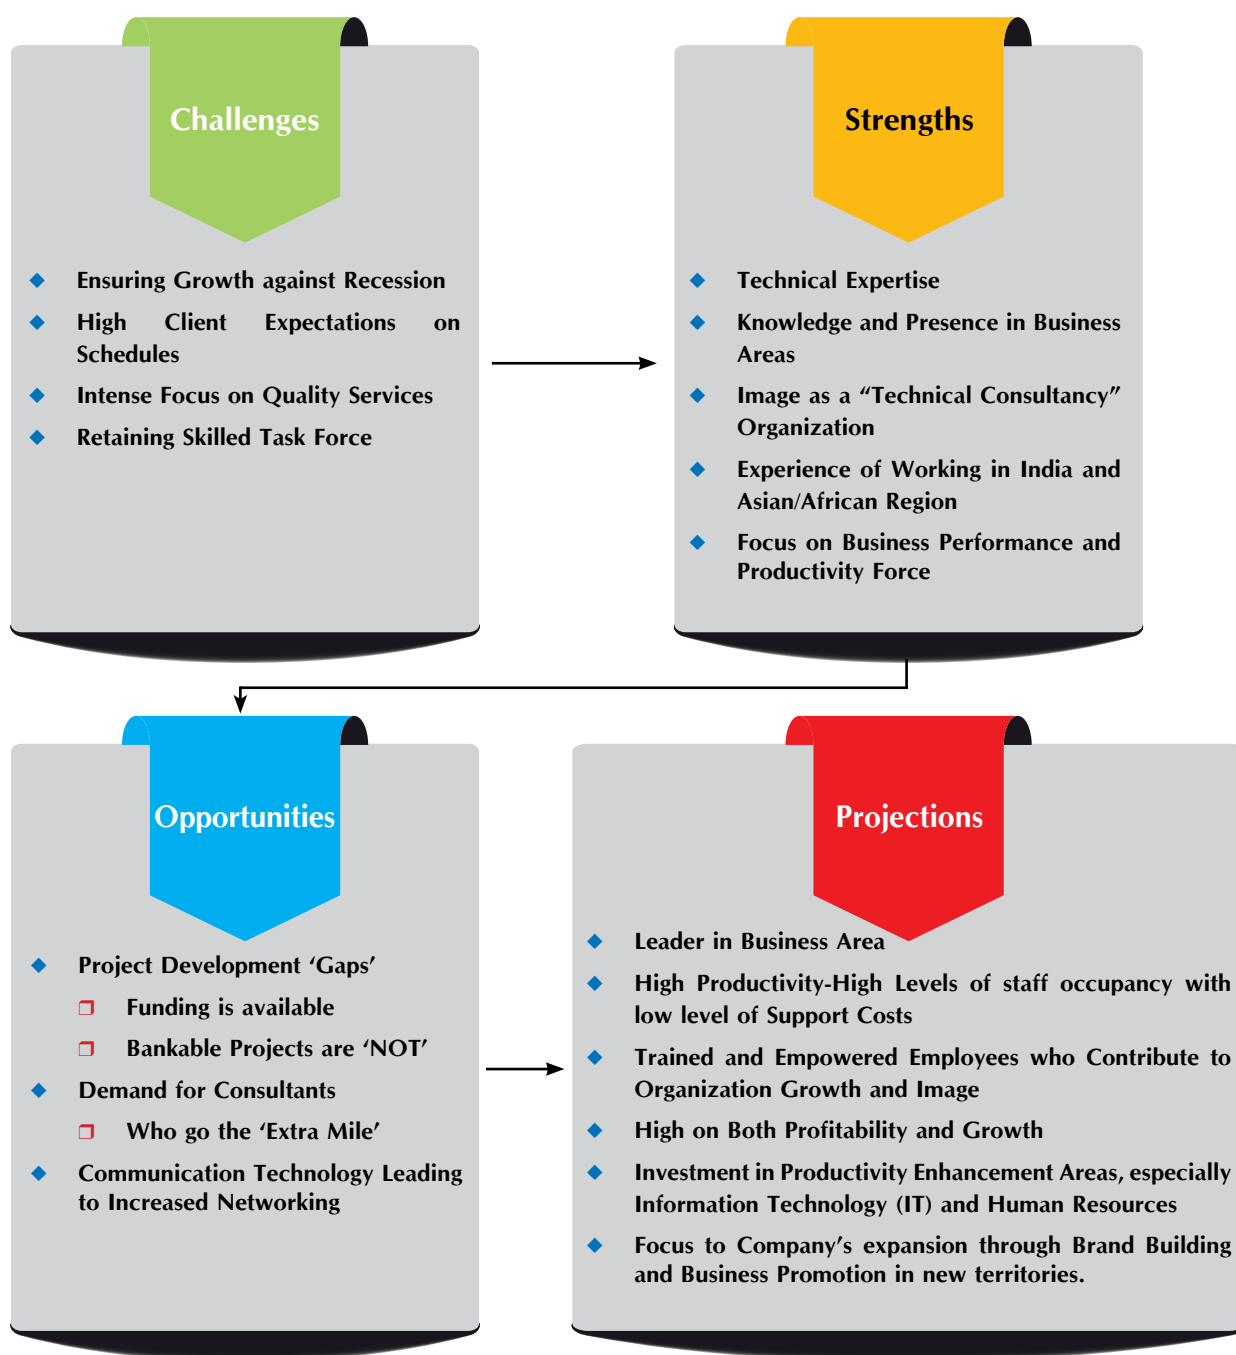 Challenges
Ensuring Growth against Recession
High Client Expectations on
Schedules
Intense Focus on Quality Services
Retaining Skilled Task Force
Strengths
Technical Expertise
Knowledge and Presence in Business
Areas
Image as a “Technical Consultancy”
Organization
Experience of Working in India and
Asian/African Region
Focus on Business Performance and
Productivity Force
Opportunities
Project Development ‘Gaps’
Funding is available
Bankable Projects are ‘NOT’
Demand for Consultants
Who go the ‘Extra Mile’
Communication Technology Leading
to Increased Networking
Projections
Leader in Business Area
High Productivity-High Levels of staff occupancy with
low level of Support Costs
Trained and Empowered Employees who Contribute to
Organization Growth and Image
High on Both Profitability and Growth
Investment in Productivity Enhancement Areas, especially
Information Technology (IT) and Human Resources
Focus to Company’s expansion through Brand Building
and Business Promotion in new territories.